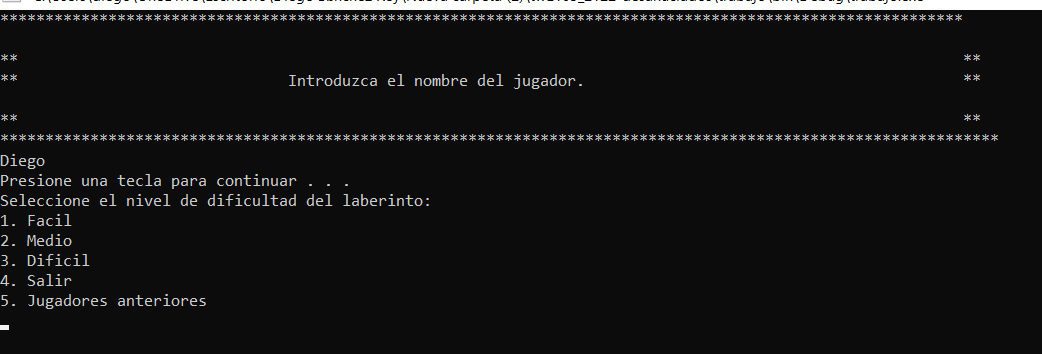 ***********************************************************************************************************
** **
** Introduzca el nombre del jugador. **
** **
***************************************************************************************************************
Diego
Presione una tecla para continuar . . .
Seleccione el nivel de dificultad del laberinto:
1. Facil
2. Medio
3. Dificil
4. Salir
5. Jugadores anteriores